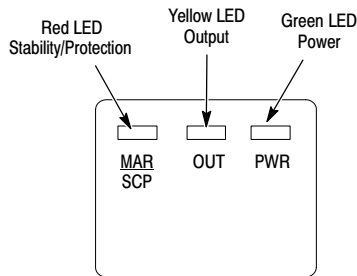 Red LED
Stability/Protection
Yellow LED
Output
Green LED
Power
MAR
SCP
OUT
PWR